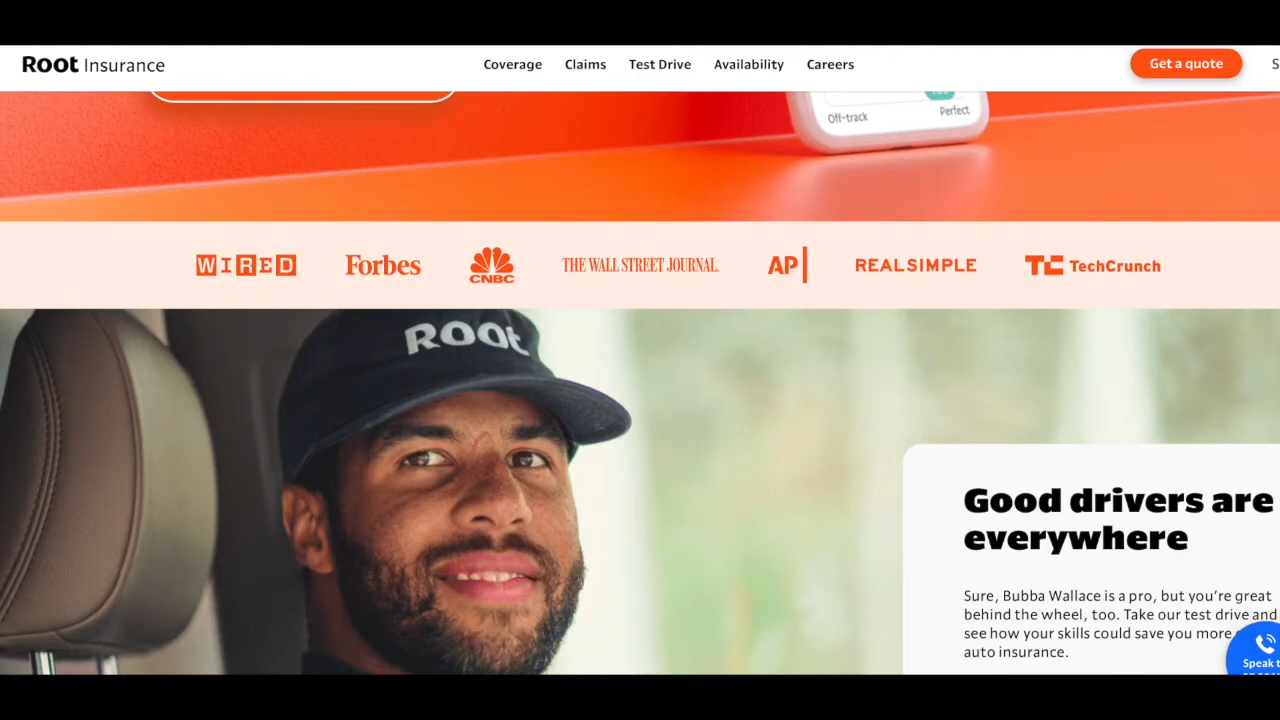 Root Insurance
Coverage Claims Test Drive Availability Careers
Get a quote
S
Off-track Perfect
WIRED Forbes CNBC THE WALL STREET JOURNAL. AP REALSIMPLE TC TechCrunch
ROOt
Good drivers are
everywhere
Sure, Bubba Wallace is a pro, but you're great
behind the wheel, too. Take our test drive and
see how your skills could save you more
auto insurance.
Speak t